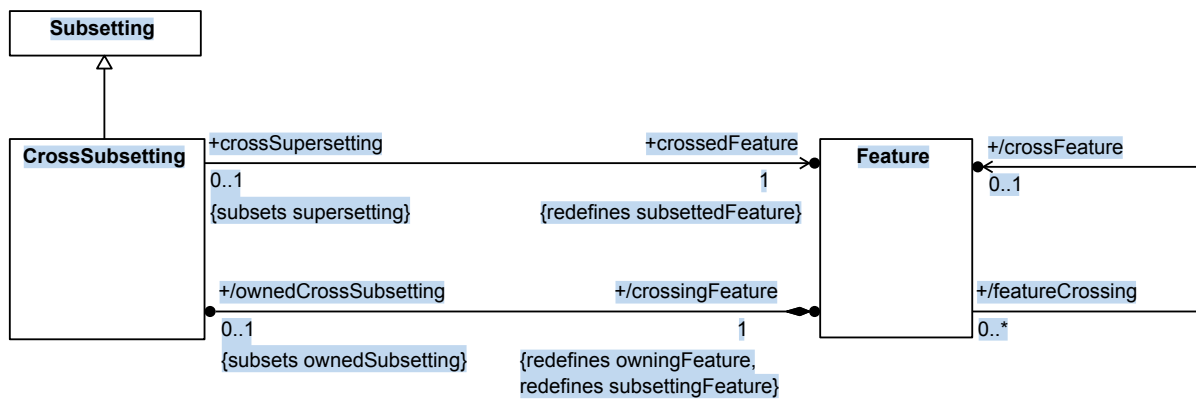 Subsetting
CrossSubsetting
+crossSupersetting
0..1
{subsets supersetting}
+crossedFeature
1
{redefines subsettedFeature}
Feature
+/crossFeature
0..1
+/ownedCrossSubsetting
0..1
{subsets ownedSubsetting}
+/crossingFeature
1
{redefines owningFeature,
redefines subsettingFeature}
+/featureCrossing
0..*